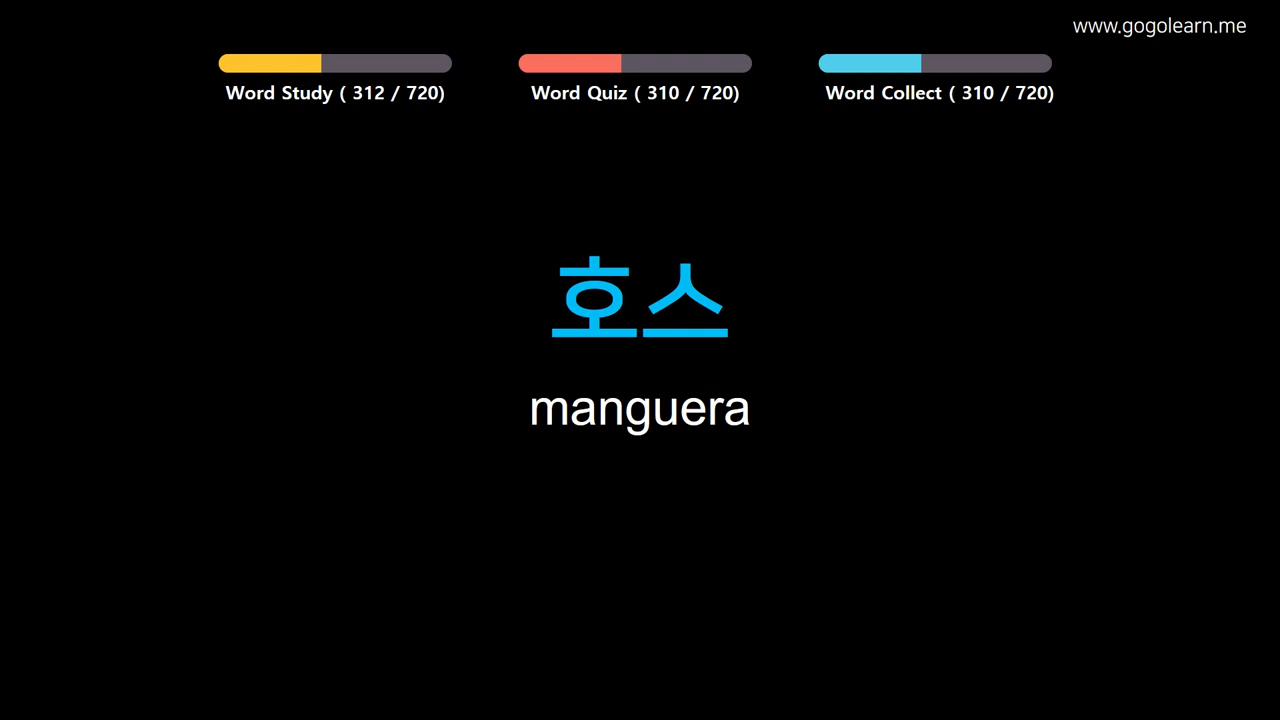 www.gogolearn.me
Word Study ( 312 / 720)
Word Quiz ( 310 / 720)
Word Collect ( 310 / 720)
호스
manguera